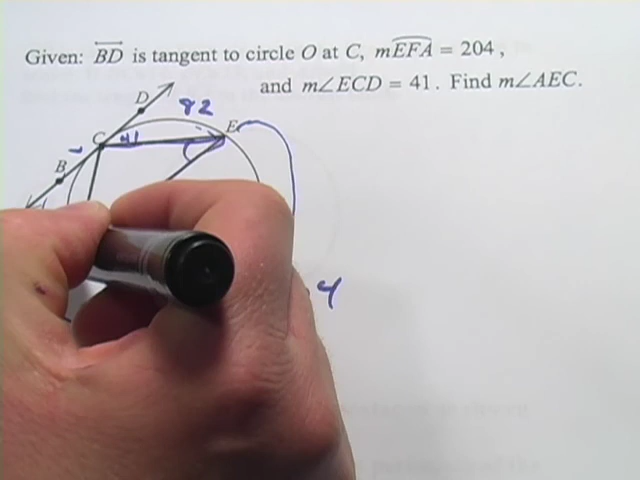 Given: BD is tangent to circle O at C, mEFA = 204,
and m∠ECD = 41. Find m∠AEC.
D
82
C
41
E
B
4